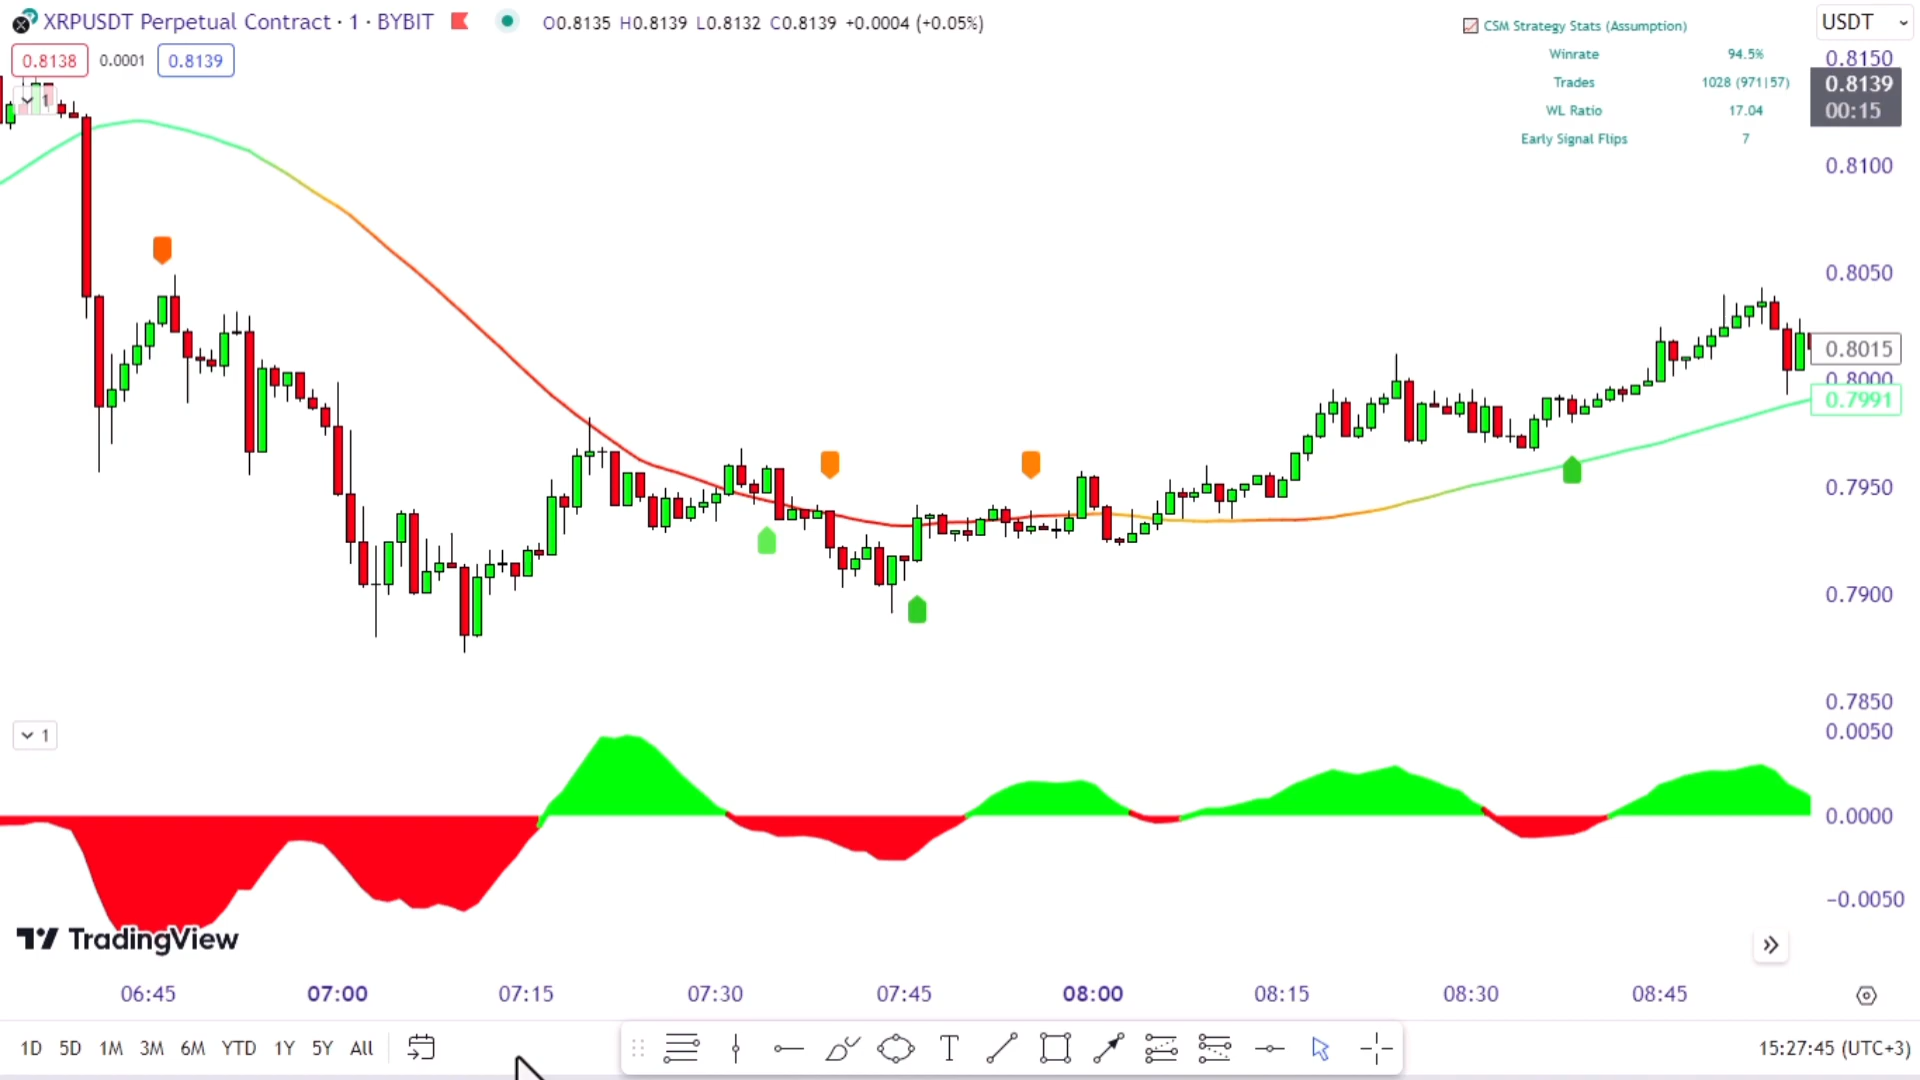 XRPUSDT Perpetual Contract · 1 · BYBIT
O0.8135 H0.8139 L0.8132 C0.8139 +0.0004 (+0.05%)
0.8138 0.0001 0.8139
1
CSM Strategy Stats (Assumption)
Winrate 94.5%
Trades 1028 (971|57)
WL Ratio 17.04
Early Signal Flips 7
USDT
0.8150
0.8139
00:15
0.8100
0.8050
0.8015
0.8000
0.7991
0.7950
0.7900
0.7850
1
0.0050
0.0000
−0.0050
TradingView
06:45 07:00 07:15 07:30 07:45 08:00 08:15 08:30 08:45
1D 5D 1M 3M 6M YTD 1Y 5Y All
T
15:27:45 (UTC+3)